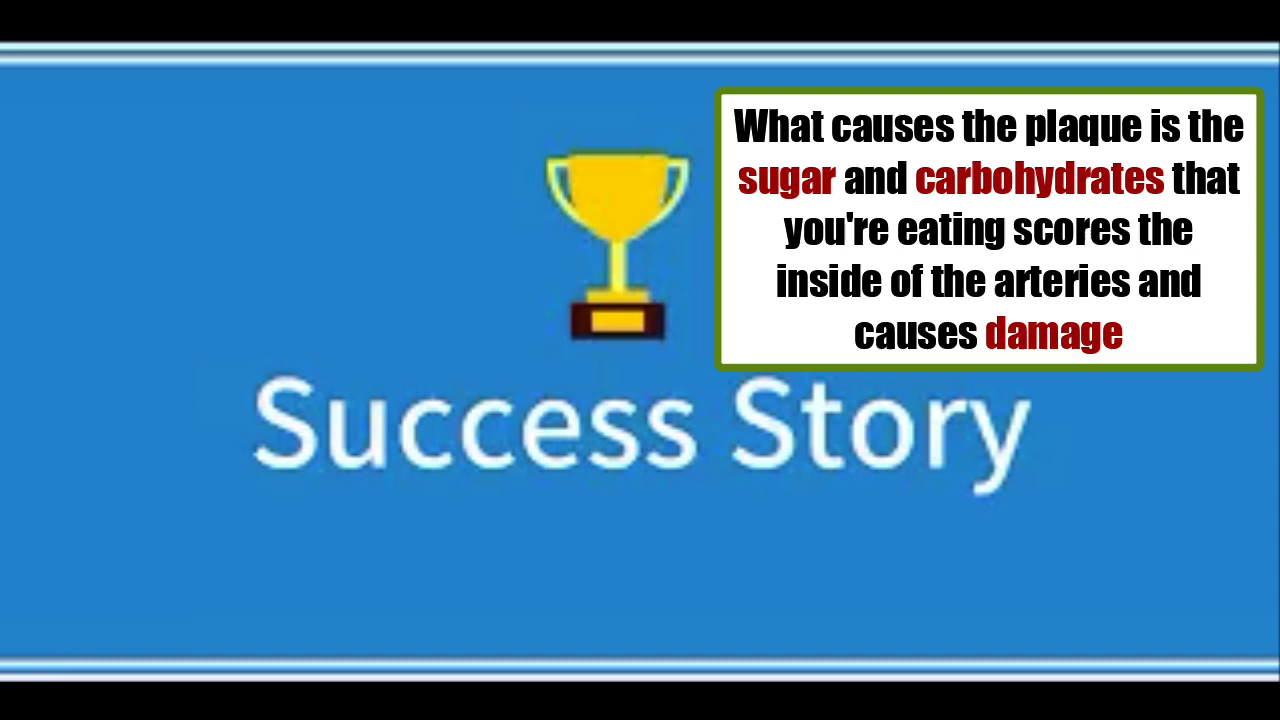 What causes the plaque is the
sugar and carbohydrates that
you're eating scores the
inside of the arteries and
causes damage
Success Story